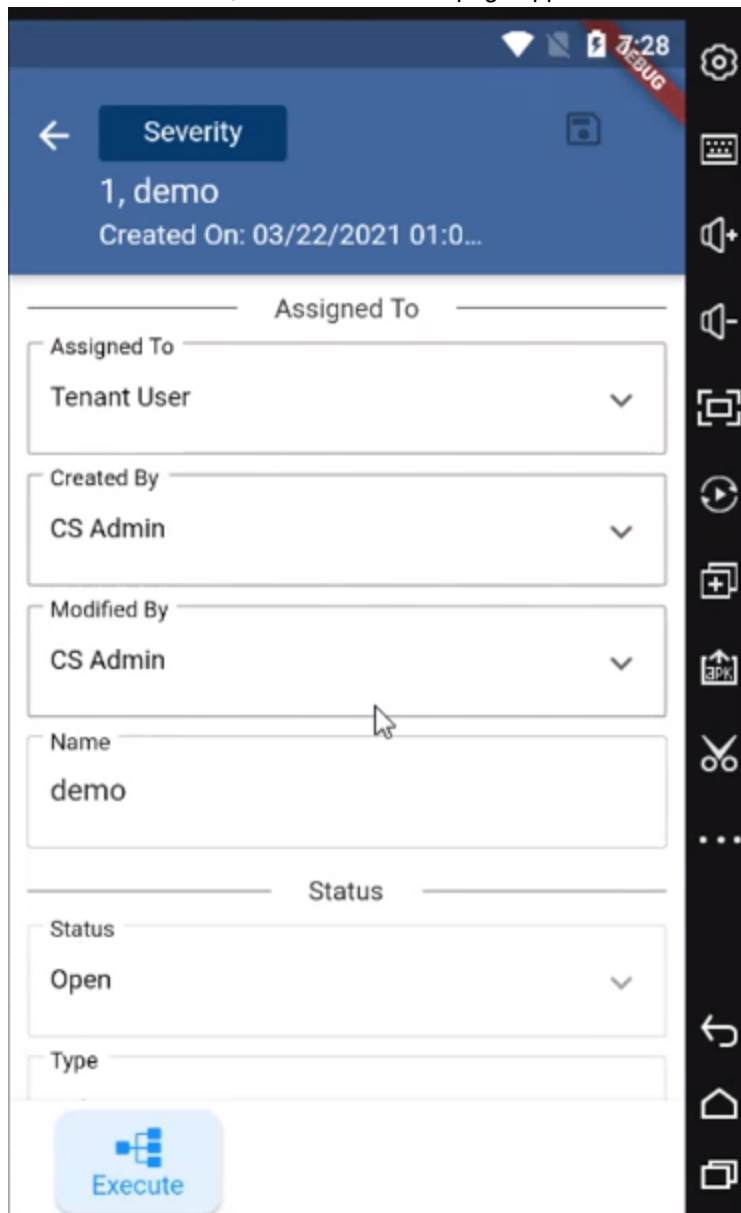 7:28
DEBUG
Severity
1, demo
Created On: 03/22/2021 01:0...
Assigned To
Assigned To
Tenant User
Created By
CS Admin
Modified By
CS Admin
Name
demo
Status
Status
Open
Type
Execute
APK